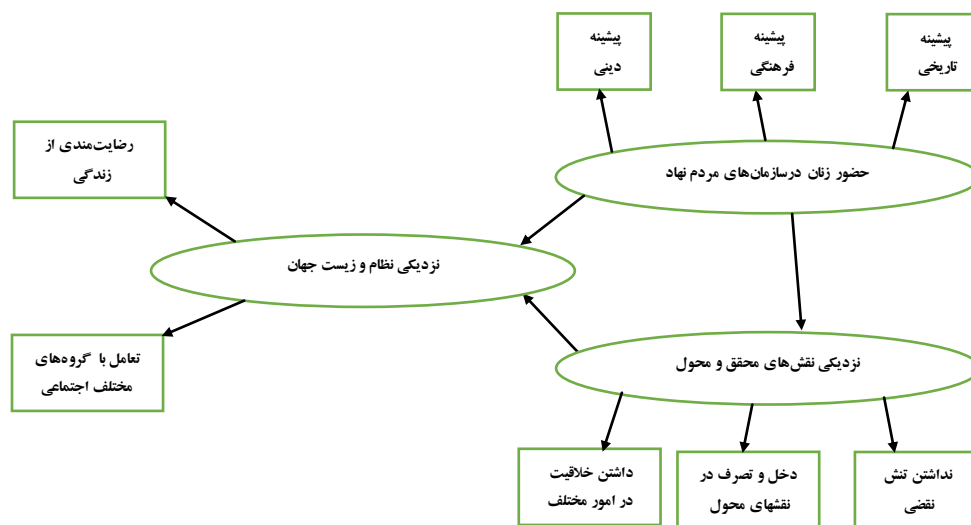 پیشینه
تاریخی
پیشینه
فرهنگی
پیشینه
دینی
حضور زنان درسازمان‌های مردم نهاد
رضایت‌مندی از
زندگی
نزدیکی نظام و زیست جهان
تعامل با گروه‌های
مختلف اجتماعی
نزدیکی نقش‌های محقق و محول
نداشتن تنش
نقضی
دخل و تصرف در
نقشهای محول
داشتن خلاقیت
در امور مختلف